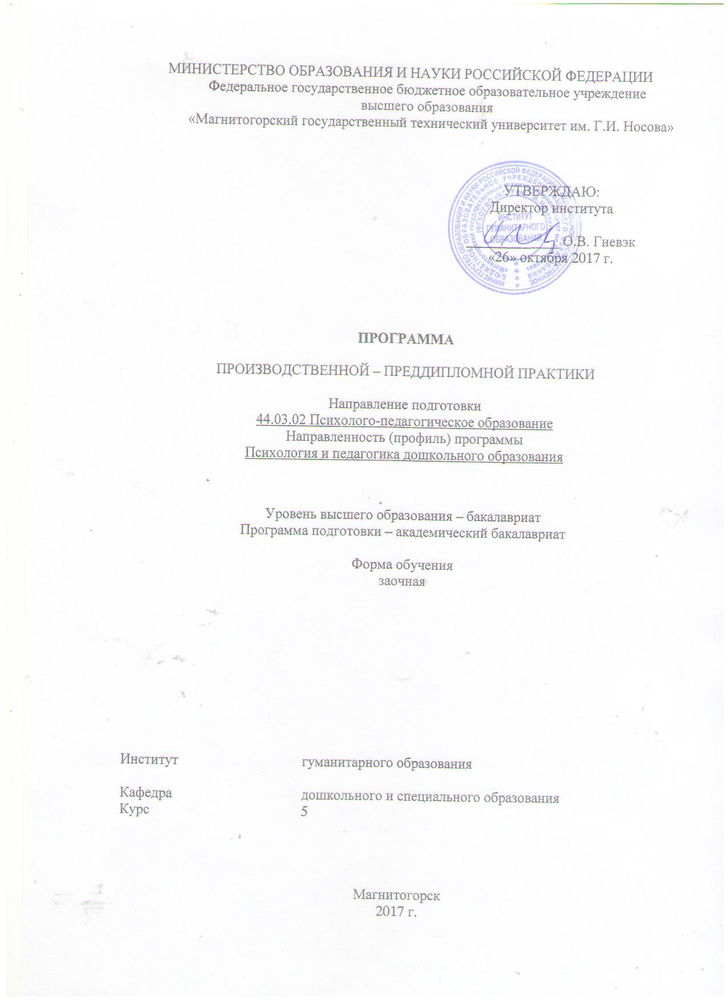 МИНИСТЕРСТВО ОБРАЗОВАНИЯ И НАУКИ РОССИЙСКОЙ ФЕДЕРАЦИИ
Федеральное государственное бюджетное образовательное учреждение
высшего образования
«Магнитогорский государственный технический университет им. Г.И. Носова»
УТВЕРЖДАЮ:
Директор института
О.В. Гневэк
«26» октября 2017 г.
ИНСТИТУТ
ГУМАНИТАРНОГО
ОБРАЗОВАНИЯ
ПРОГРАММА
ПРОИЗВОДСТВЕННОЙ – ПРЕДДИПЛОМНОЙ ПРАКТИКИ
Направление подготовки
44.03.02 Психолого-педагогическое образование
Направленность (профиль) программы
Психология и педагогика дошкольного образования
Уровень высшего образования – бакалавриат
Программа подготовки – академический бакалавриат
Форма обучения
заочная
Институт гуманитарного образования
Кафедра дошкольного и специального образования
Курс 5
Магнитогорск
2017 г.